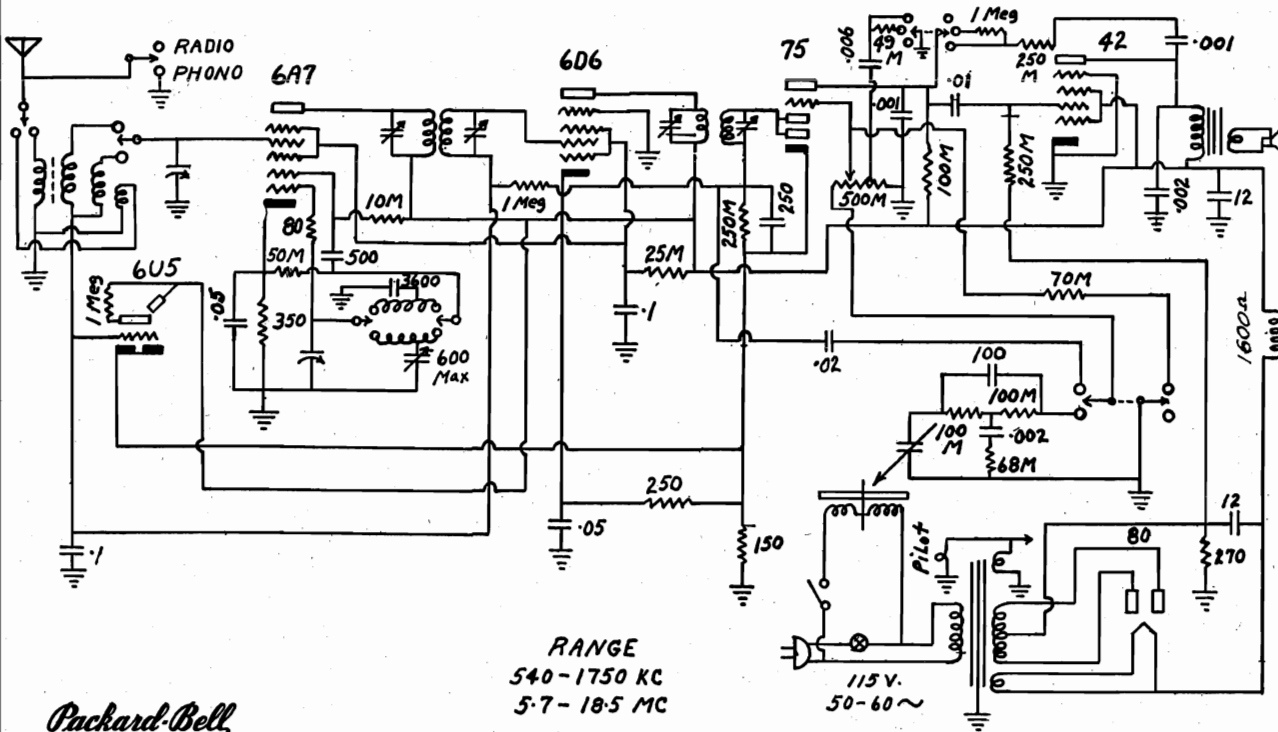 RADIO
PHONO
6A7
6D6
75
42
.006
49
M
1 Meg
250
M
.001
.01
.001
80
10M
1 Meg
250M
250
500M
100M
250M
.002
12
50M
500
25M
6U5
1 Meg
.05
350
3600
600
Max
.1
70M
.02
1600Ω
100
100M
100
M
.002
68M
250
.05
.1
150
Pilot
12
80
270
RANGE
540-1750 KC
5.7-18.5 MC
115 V.
50-60~
Packard-Bell